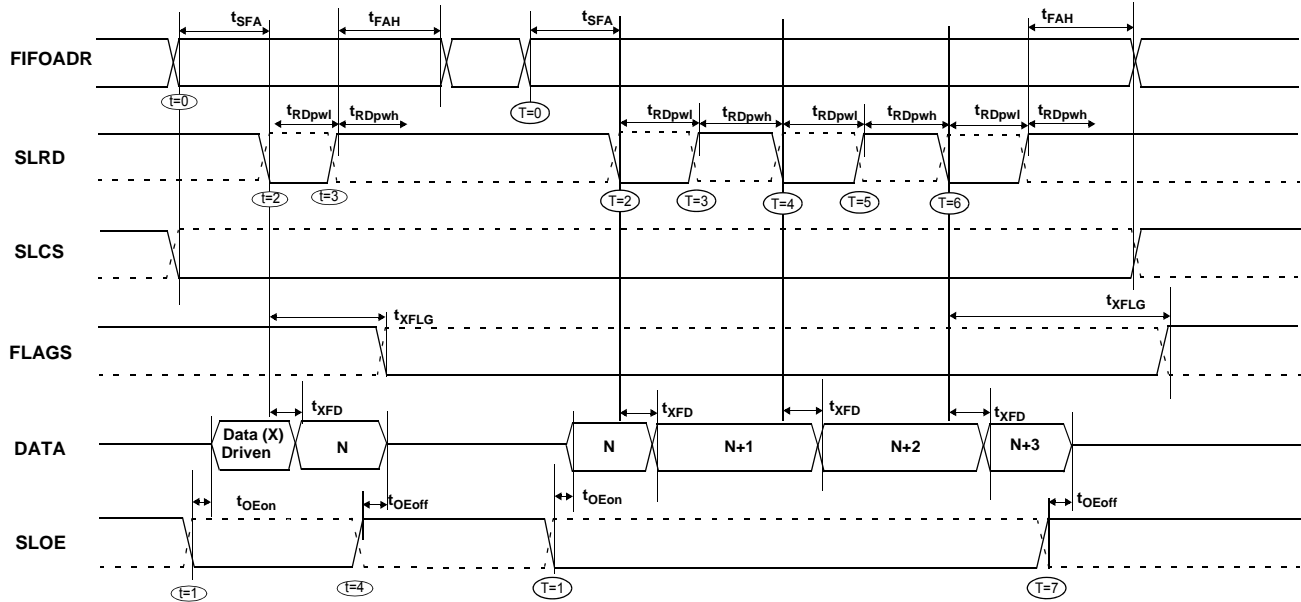 tSFA tFAH tSFA tFAH
FIFOADR
t=0 T=0
tRDpwl tRDpwh tRDpwl tRDpwh tRDpwl tRDpwh tRDpwl tRDpwh
SLRD
t=2 t=3 T=2 T=3 T=4 T=5 T=6
SLCS
tXFLG tXFLG
FLAGS
tXFD tXFD tXFD tXFD
DATA
Data (X)
Driven
N N N+1 N+2 N+3
tOEon tOEoff tOEon tOEoff
SLOE
t=1 t=4 T=1 T=7